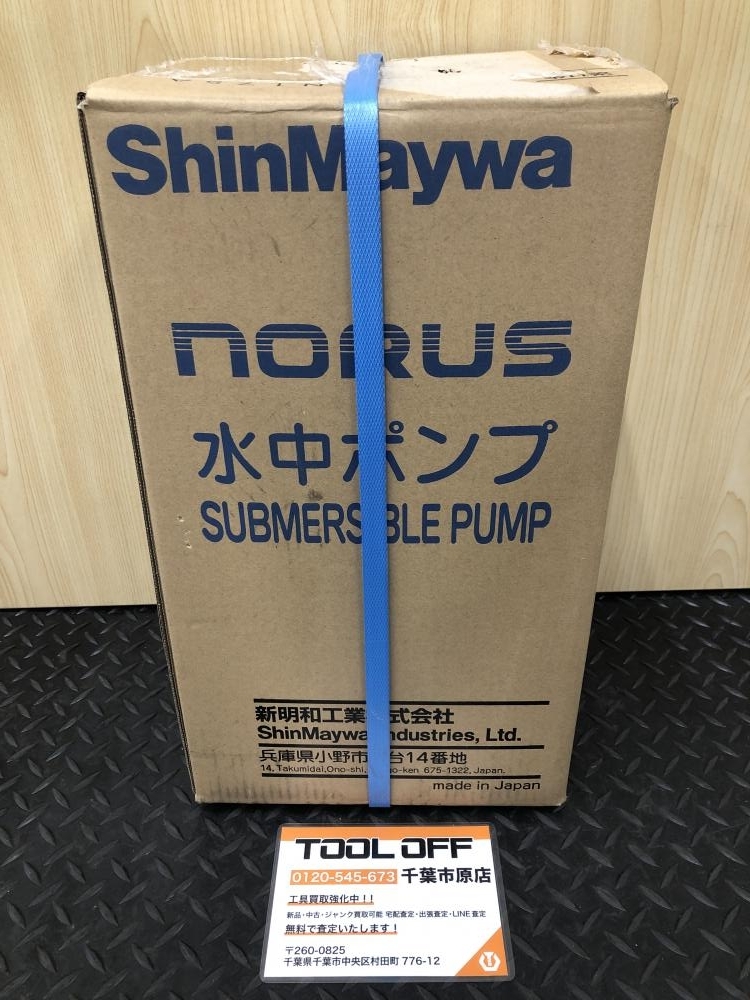 ShinMaywa
NORUS
水中ポンプ
SUBMERSIBLE PUMP
新明和工業 式会社
ShinMaywa Industries, Ltd.
兵庫県小野市 台14番地
14, Takumidai, Ono-shi, Hyogo-ken 675-1322, Japan.
made in Japan
TOOL OFF
0120-545-673 千葉市原店
工具買取強化中!!
新品・中古・ジャンク買取可能 宅配査定・出張査定・LINE査定
無料で査定いたします!
〒260-0825
千葉県千葉市中央区村田町 776-12